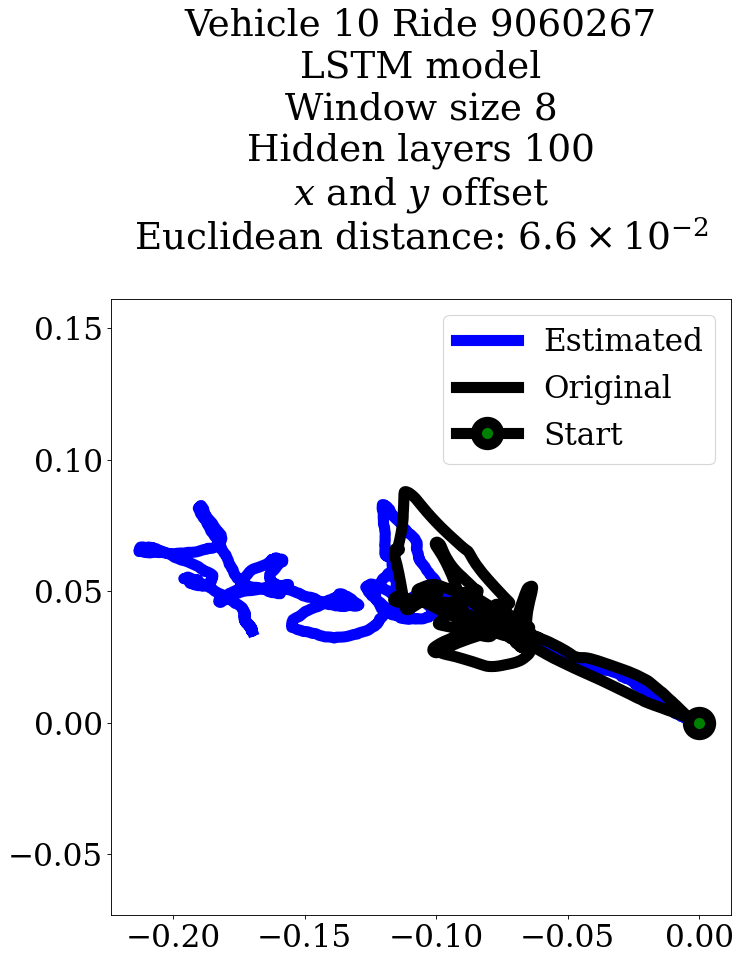 Vehicle 10 Ride 9060267
LSTM model
Window size 8
Hidden layers 100
x and y offset
Euclidean distance: 6.6 × 10⁻²
Estimated
Original
Start
0.15
0.10
0.05
0.00
−0.05
−0.20 −0.15 −0.10 −0.05 0.00